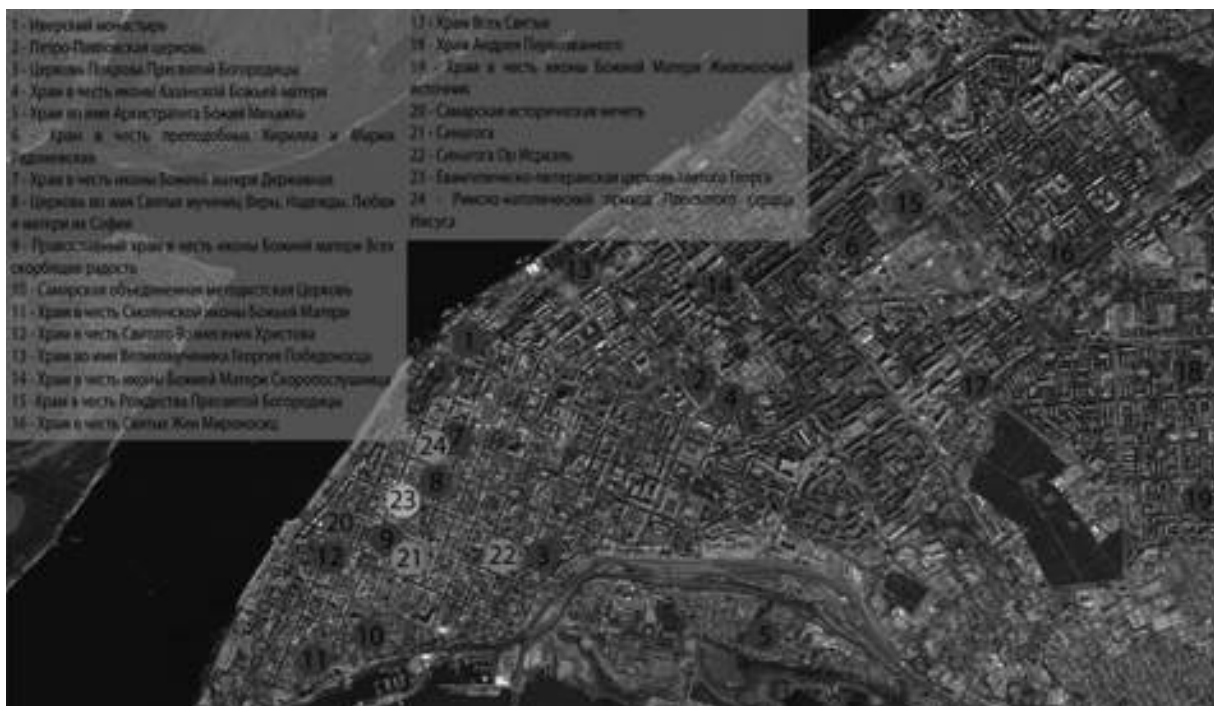 1 - Иверский монастырь
2 - Петро-Павловская церковь
3 - Церковь Покрова Пресвятой Богородицы
4 - Храм в честь иконы Казанской Божьей матери
5 - Храм во имя Архистратига Божия Михаила
6 - Храм в честь преподобных Кирилла и Марии
Радонежских
7 - Храм в честь иконы Божией матери Державная
8 - Церковь во имя Святых мучениц Веры, Надежды, Любви
и матери их Софии
9 - Православный храм в честь иконы Божией матери Всех
скорбящих радость
10 - Самарская объединенная методистская Церковь
11 - Храм в честь Смоленской иконы Божьей Матери
12 - Храм в честь Святого Вознесения Христова
13 - Храм во имя Великомученика Георгия Победоносца
14 - Храм в честь иконы Божией Матери Скоропослушница
15 - Храм в честь Рождества Пресвятой Богородицы
16 - Храм в честь Святых Жен Мироносиц
17 - Храм Всех Святых
18 - Храм Андрея Первозванного
19 - Храм в честь иконы Божией Матери Живоносный
источник
20 - Самарская историческая мечеть
21 - Синагога
22 - Синагога Ор Исраэль
23 - Евангелическо-лютеранская церковь святого Георга
24 - Римско-католический приход Пресвятого Сердца
Иисуса
15
6
16
13
14
1
2
4
17
18
24
7
8
23
19
20
9
12
21
22
3
10
5
11